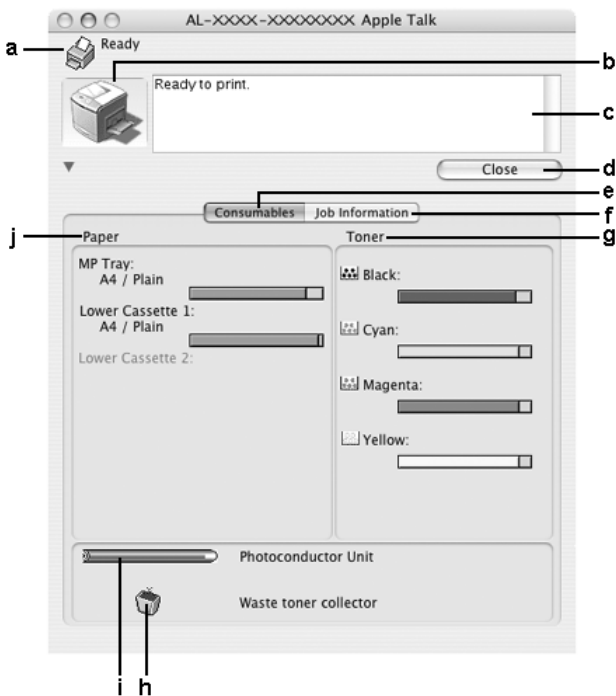 AL-XXXX-XXXXXXXX Apple Talk
a
Ready
b
Ready to print.
c
Close
d
e
Consumables
Job Information
f
j
Paper
Toner
g
MP Tray:
A4 / Plain
Lower Cassette 1:
A4 / Plain
Lower Cassette 2:
Black:
Cyan:
Magenta:
Yellow:
Photoconductor Unit
Waste toner collector
i
h